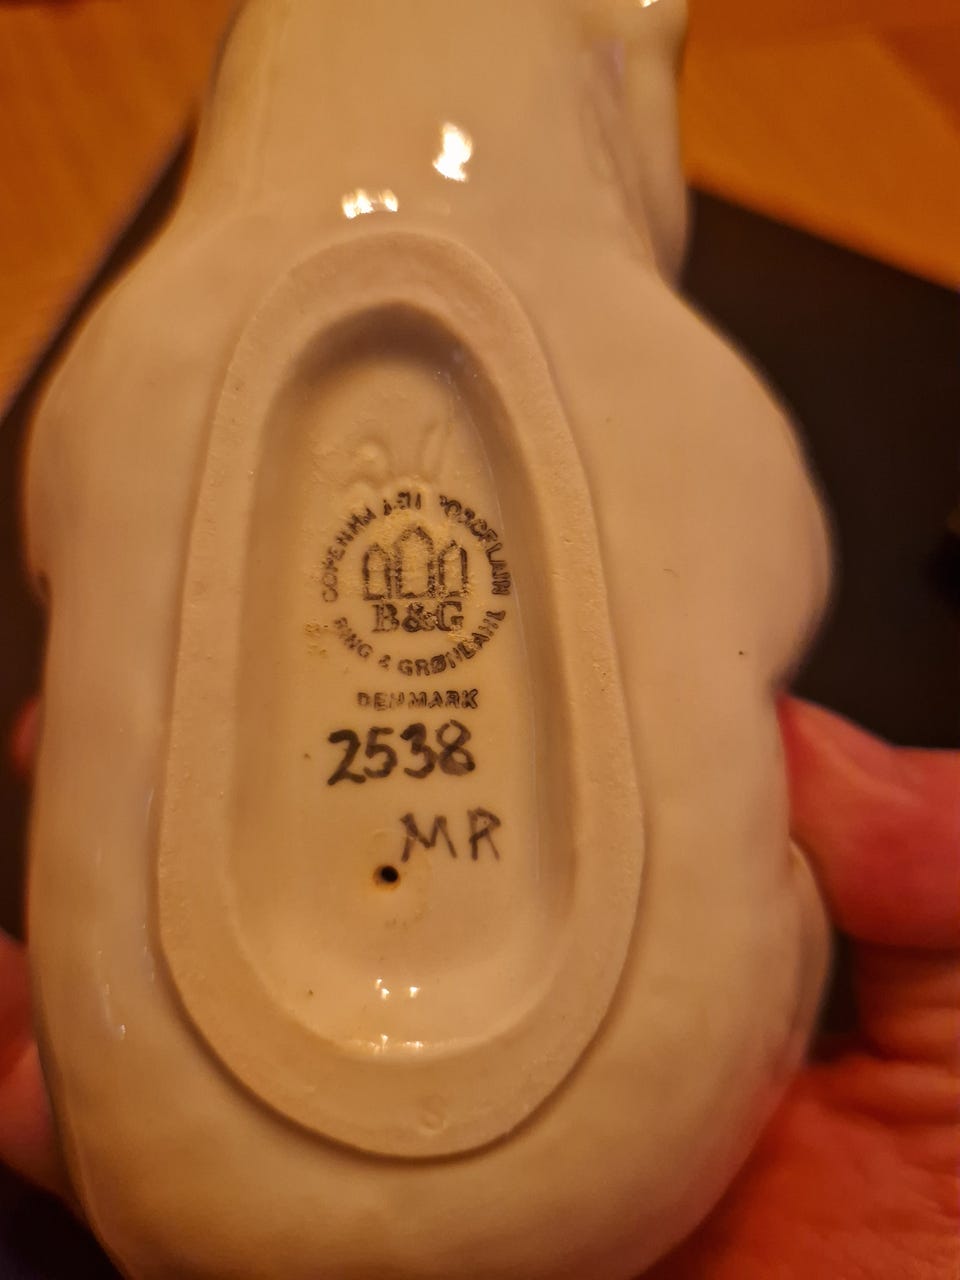 COPENHAGEN PORCELAIN
B&G
BING & GRØNDAHL
DENMARK
2538
MR
S